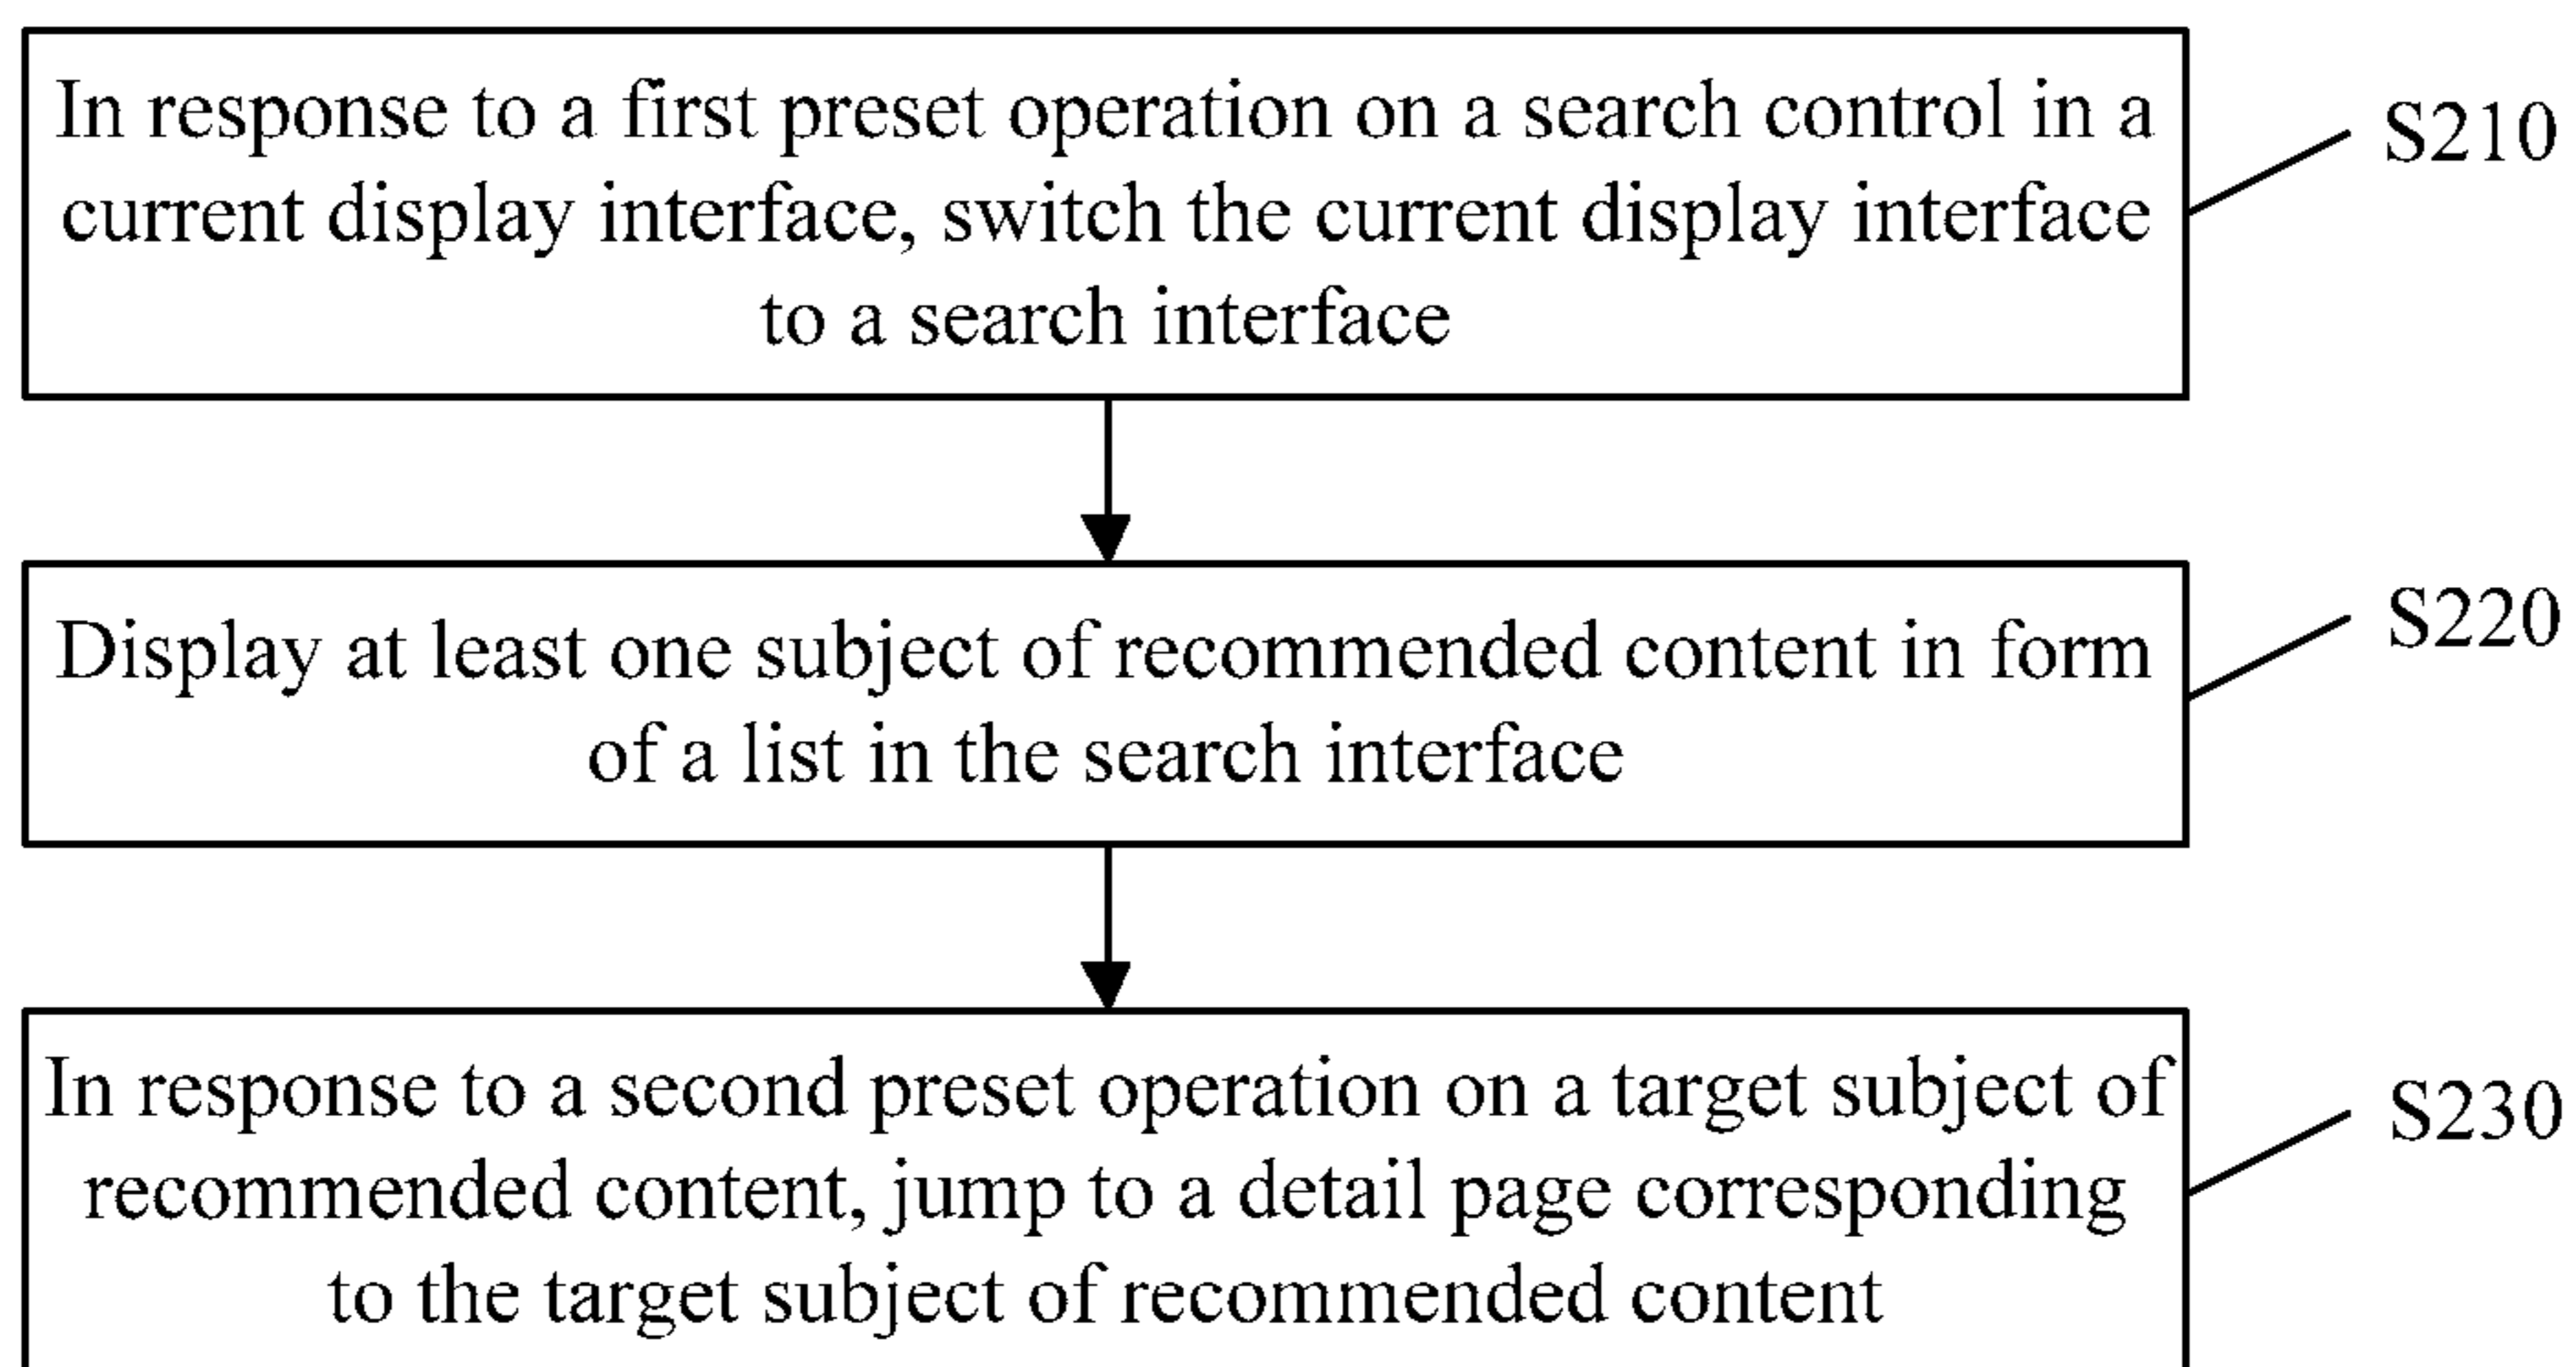 In response to a first preset operation on a search control in a
current display interface, switch the current display interface
to a search interface
S210
Display at least one subject of recommended content in form
of a list in the search interface
S220
In response to a second preset operation on a target subject of
recommended content, jump to a detail page corresponding
to the target subject of recommended content
S230